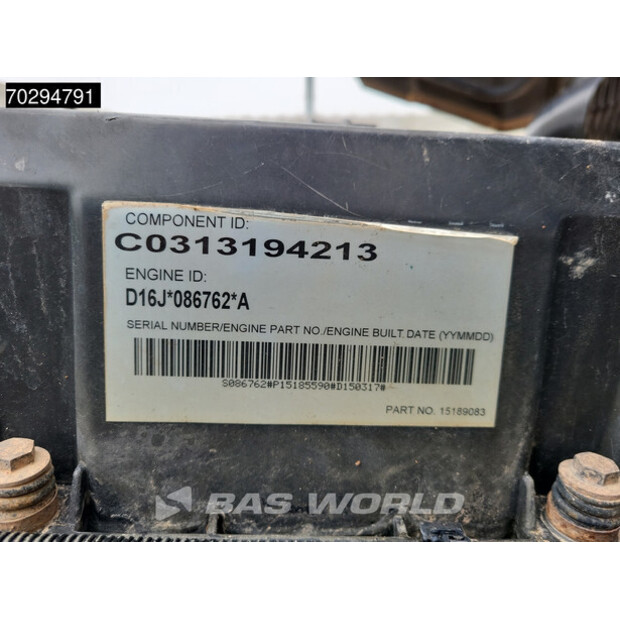 70294791
COMPONENT ID:
C0313194213
ENGINE ID:
D16J*086762*A
SERIAL NUMBER/ENGINE PART NO./ENGINE BUILT DATE (YYMMDD)
S086762#P15185590#D150317#
PART NO. 15189083
BAS WORLD